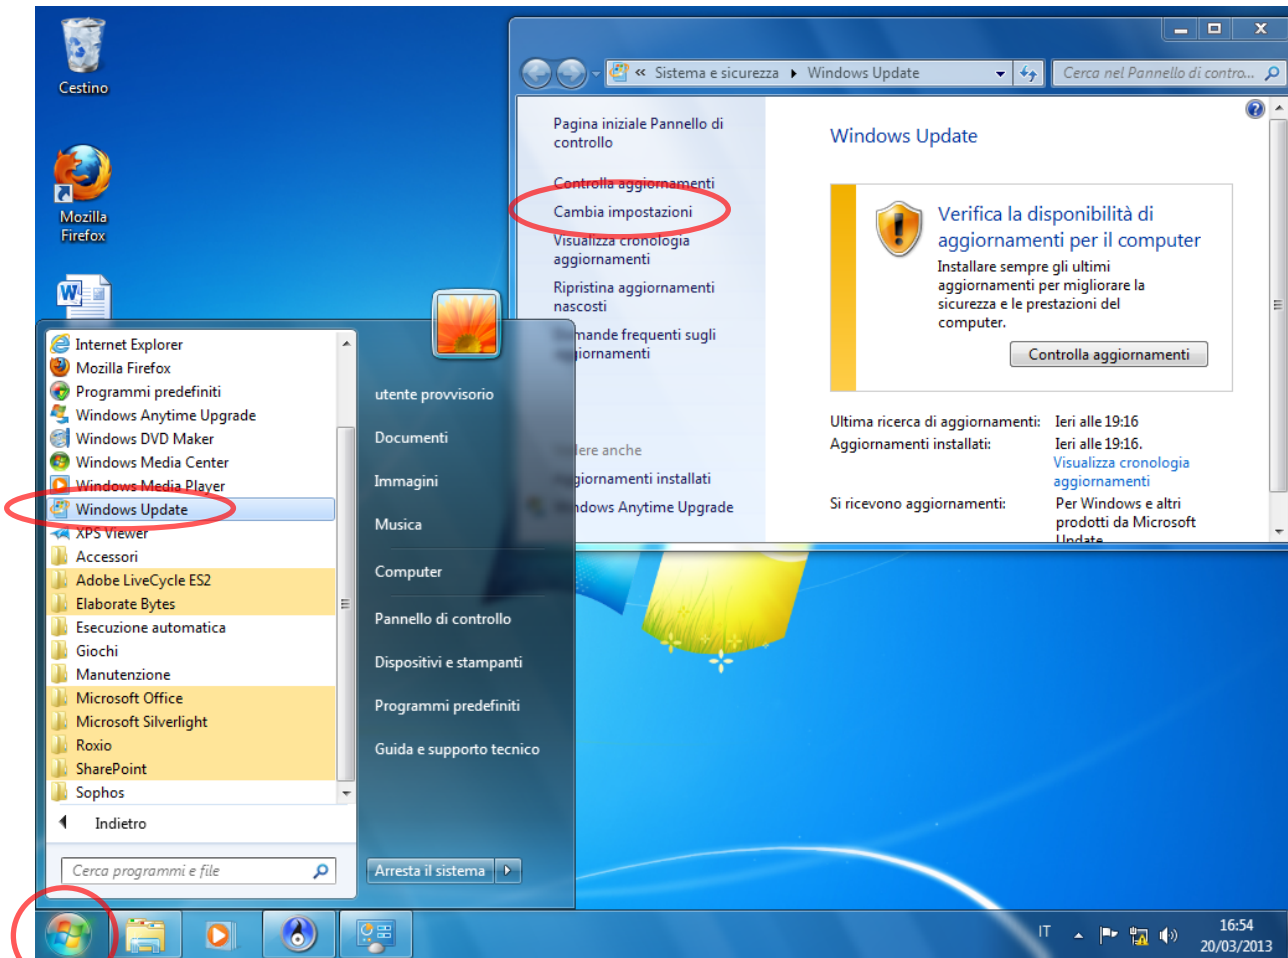 Cestino
Mozilla
Firefox
Sistema e sicurezza
Windows Update
Cerca nel Pannello di contro...
Pagina iniziale Pannello di
controllo
Controlla aggiornamenti
Cambia impostazioni
Visualizza cronologia
aggiornamenti
Ripristina aggiornamenti
nascosti
mande frequenti sugli
giornamenti
dere anche
giornamenti installati
ndows Anytime Upgrade
Windows Update
Verifica la disponibilità di
aggiornamenti per il computer
Installare sempre gli ultimi
aggiornamenti per migliorare la
sicurezza e le prestazioni del
computer.
Controlla aggiornamenti
Ultima ricerca di aggiornamenti: Ieri alle 19:16
Aggiornamenti installati: Ieri alle 19:16.
Visualizza cronologia
aggiornamenti
Si ricevono aggiornamenti: Per Windows e altri
prodotti da Microsoft
Update
Internet Explorer
Mozilla Firefox
Programmi predefiniti
Windows Anytime Upgrade
Windows DVD Maker
Windows Media Center
Windows Media Player
Windows Update
XPS Viewer
Accessori
Adobe LiveCycle ES2
Elaborate Bytes
Esecuzione automatica
Giochi
Manutenzione
Microsoft Office
Microsoft Silverlight
Roxio
SharePoint
Sophos
Indietro
Cerca programmi e file
utente provvisorio
Documenti
Immagini
Musica
Computer
Pannello di controllo
Dispositivi e stampanti
Programmi predefiniti
Guida e supporto tecnico
Arresta il sistema
IT
16:54
20/03/2013